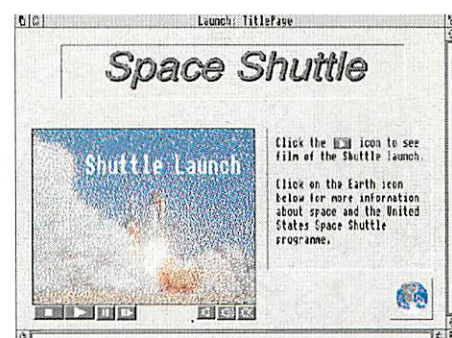 Launch: TitlePage
Space Shuttle
Shuttle Launch
Click the icon to see
film of the Shuttle launch.
Click on the Earth icon
below for more information
about space and the United
States Space Shuttle
programme.